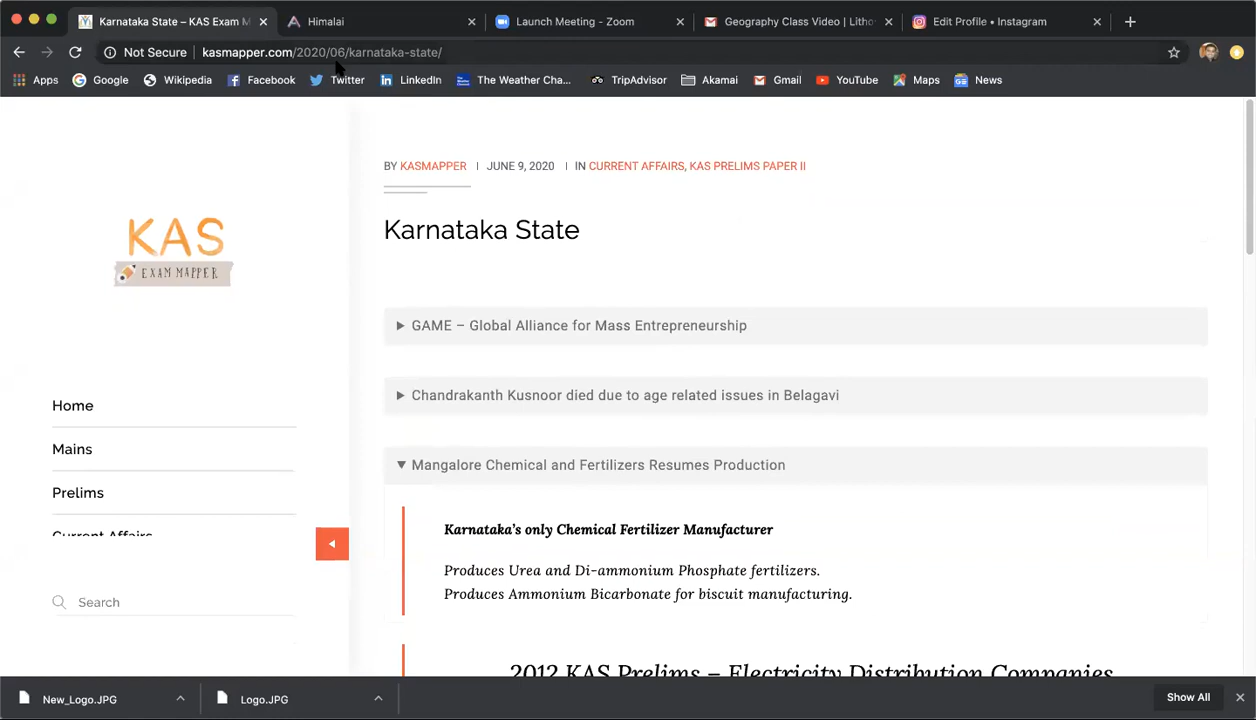 Karnataka State – KAS Exam M
Himalai
Launch Meeting - Zoom
Geography Class Video | Litho
Edit Profile • Instagram
Not Secure
kasmapper.com/2020/06/karnataka-state/
Apps
Google
Wikipedia
Facebook
Twitter
LinkedIn
The Weather Cha...
TripAdvisor
Akamai
Gmail
YouTube
Maps
News
BY KASMAPPER | JUNE 9, 2020 | IN CURRENT AFFAIRS, KAS PRELIMS PAPER II
Karnataka State
KAS
EXAM MAPPER
GAME – Global Alliance for Mass Entrepreneurship
Chandrakanth Kusnoor died due to age related issues in Belagavi
Mangalore Chemical and Fertilizers Resumes Production
Karnataka's only Chemical Fertilizer Manufacturer
Produces Urea and Di-ammonium Phosphate fertilizers.
Produces Ammonium Bicarbonate for biscuit manufacturing.
2012 KAS Prelims – Electricity Distribution Companies
Home
Mains
Prelims
Current Affairs
Search
New_Logo.JPG
Logo.JPG
Show All